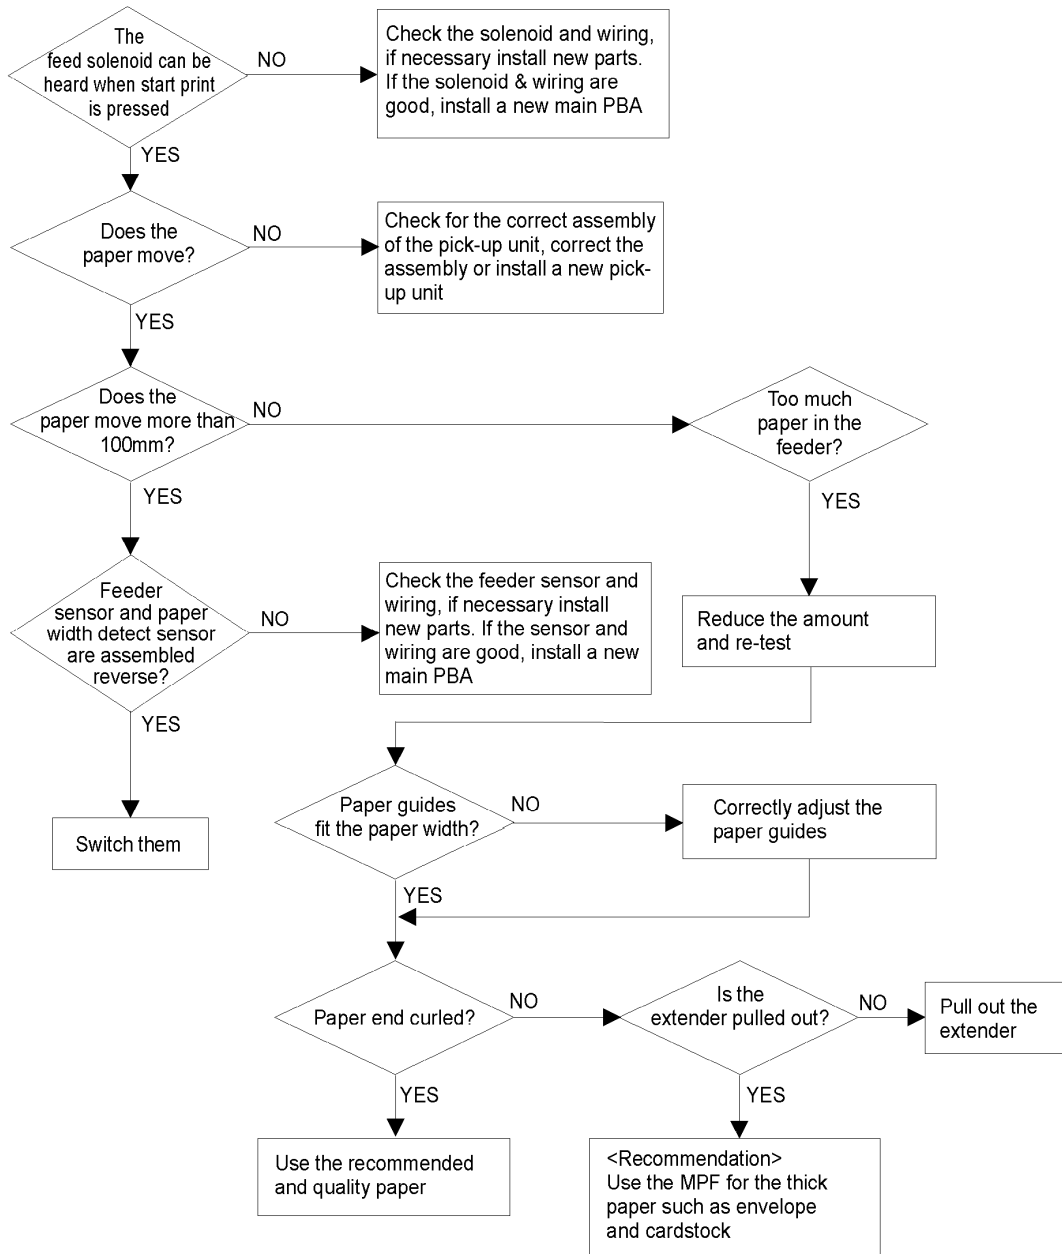 The
feed solenoid can be
heard when start print
is pressed
NO
Check the solenoid and wiring,
if necessary install new parts.
If the solenoid & wiring are
good, install a new main PBA
YES
Does the
paper move?
NO
Check for the correct assembly
of the pick-up unit, correct the
assembly or install a new pick-
up unit
YES
Does the
paper move more than
100mm?
NO
Too much
paper in the
feeder?
YES
YES
Feeder
sensor and paper
width detect sensor
are assembled
reverse?
NO
Check the feeder sensor and
wiring, if necessary install
new parts. If the sensor and
wiring are good, install a new
main PBA
Reduce the amount
and re-test
YES
Switch them
Paper guides
fit the paper width?
NO
Correctly adjust the
paper guides
YES
Paper end curled?
NO
Is the
extender pulled out?
NO
Pull out the
extender
YES
YES
Use the recommended
and quality paper
<Recommendation>
Use the MPF for the thick
paper such as envelope
and cardstock